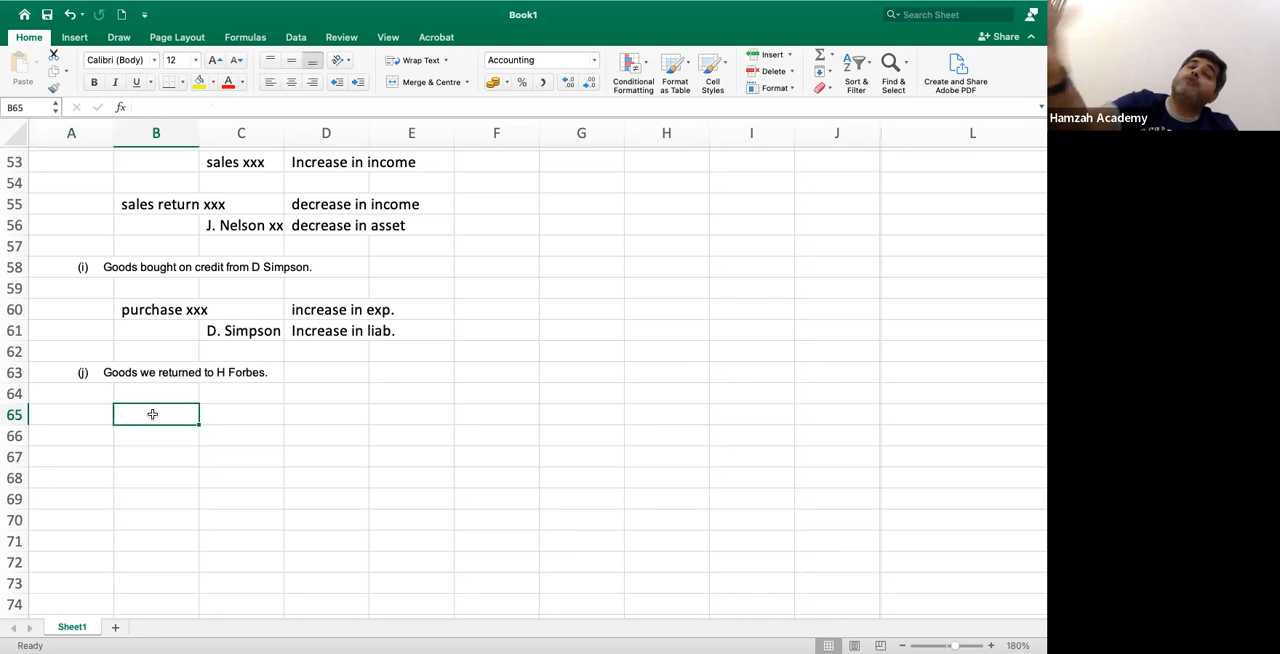 Book1
Search Sheet
Home Insert Draw Page Layout Formulas Data Review View Acrobat
Share
Paste
Calibri (Body) 12
Wrap Text
Merge & Centre
Accounting
Conditional Formatting
Format as Table
Cell Styles
Insert
Delete
Format
Sort & Filter
Find & Select
Create and Share Adobe PDF
Hamzah Academy
B65 fx
A B C D E F G H I J L
53 sales xxx Increase in income
54
55 sales return xxx decrease in income
56 J. Nelson xx decrease in asset
57
58 (i) Goods bought on credit from D Simpson.
59
60 purchase xxx increase in exp.
61 D. Simpson Increase in liab.
62
63 (j) Goods we returned to H Forbes.
64
65
66
67
68
69
70
71
72
73
74
Sheet1
Ready
180%